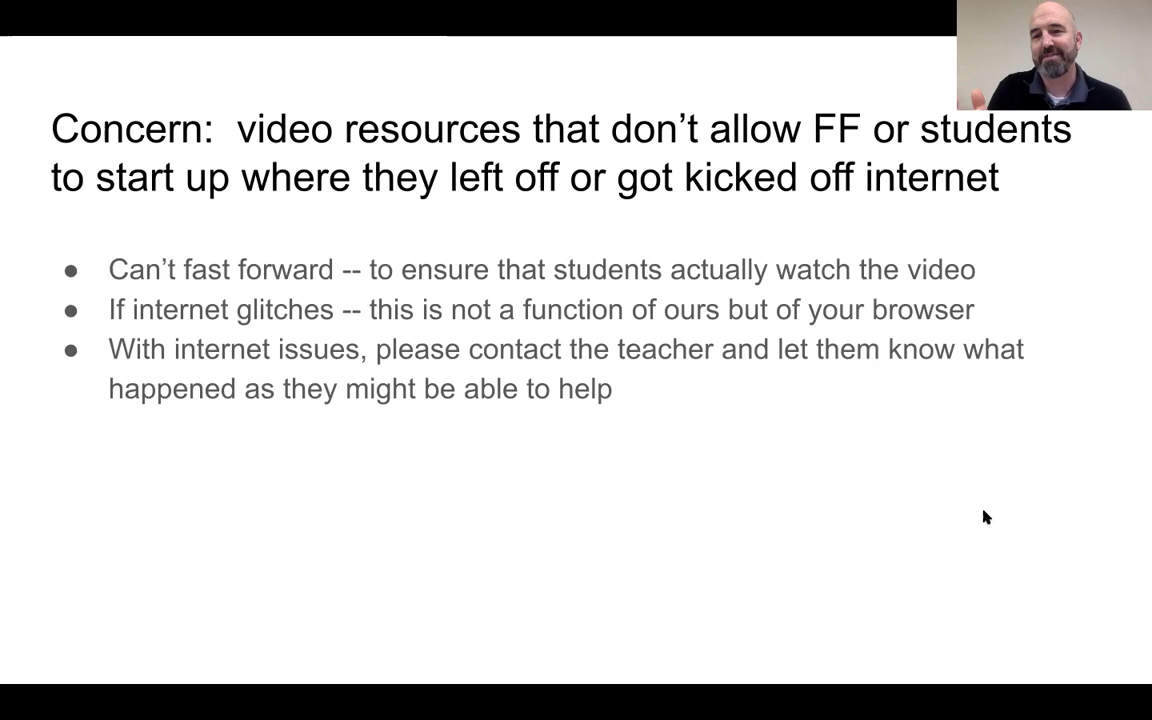 Concern:  video resources that don’t allow FF or students
to start up where they left off or got kicked off internet
● Can’t fast forward -- to ensure that students actually watch the video
● If internet glitches -- this is not a function of ours but of your browser
● With internet issues, please contact the teacher and let them know what
happened as they might be able to help